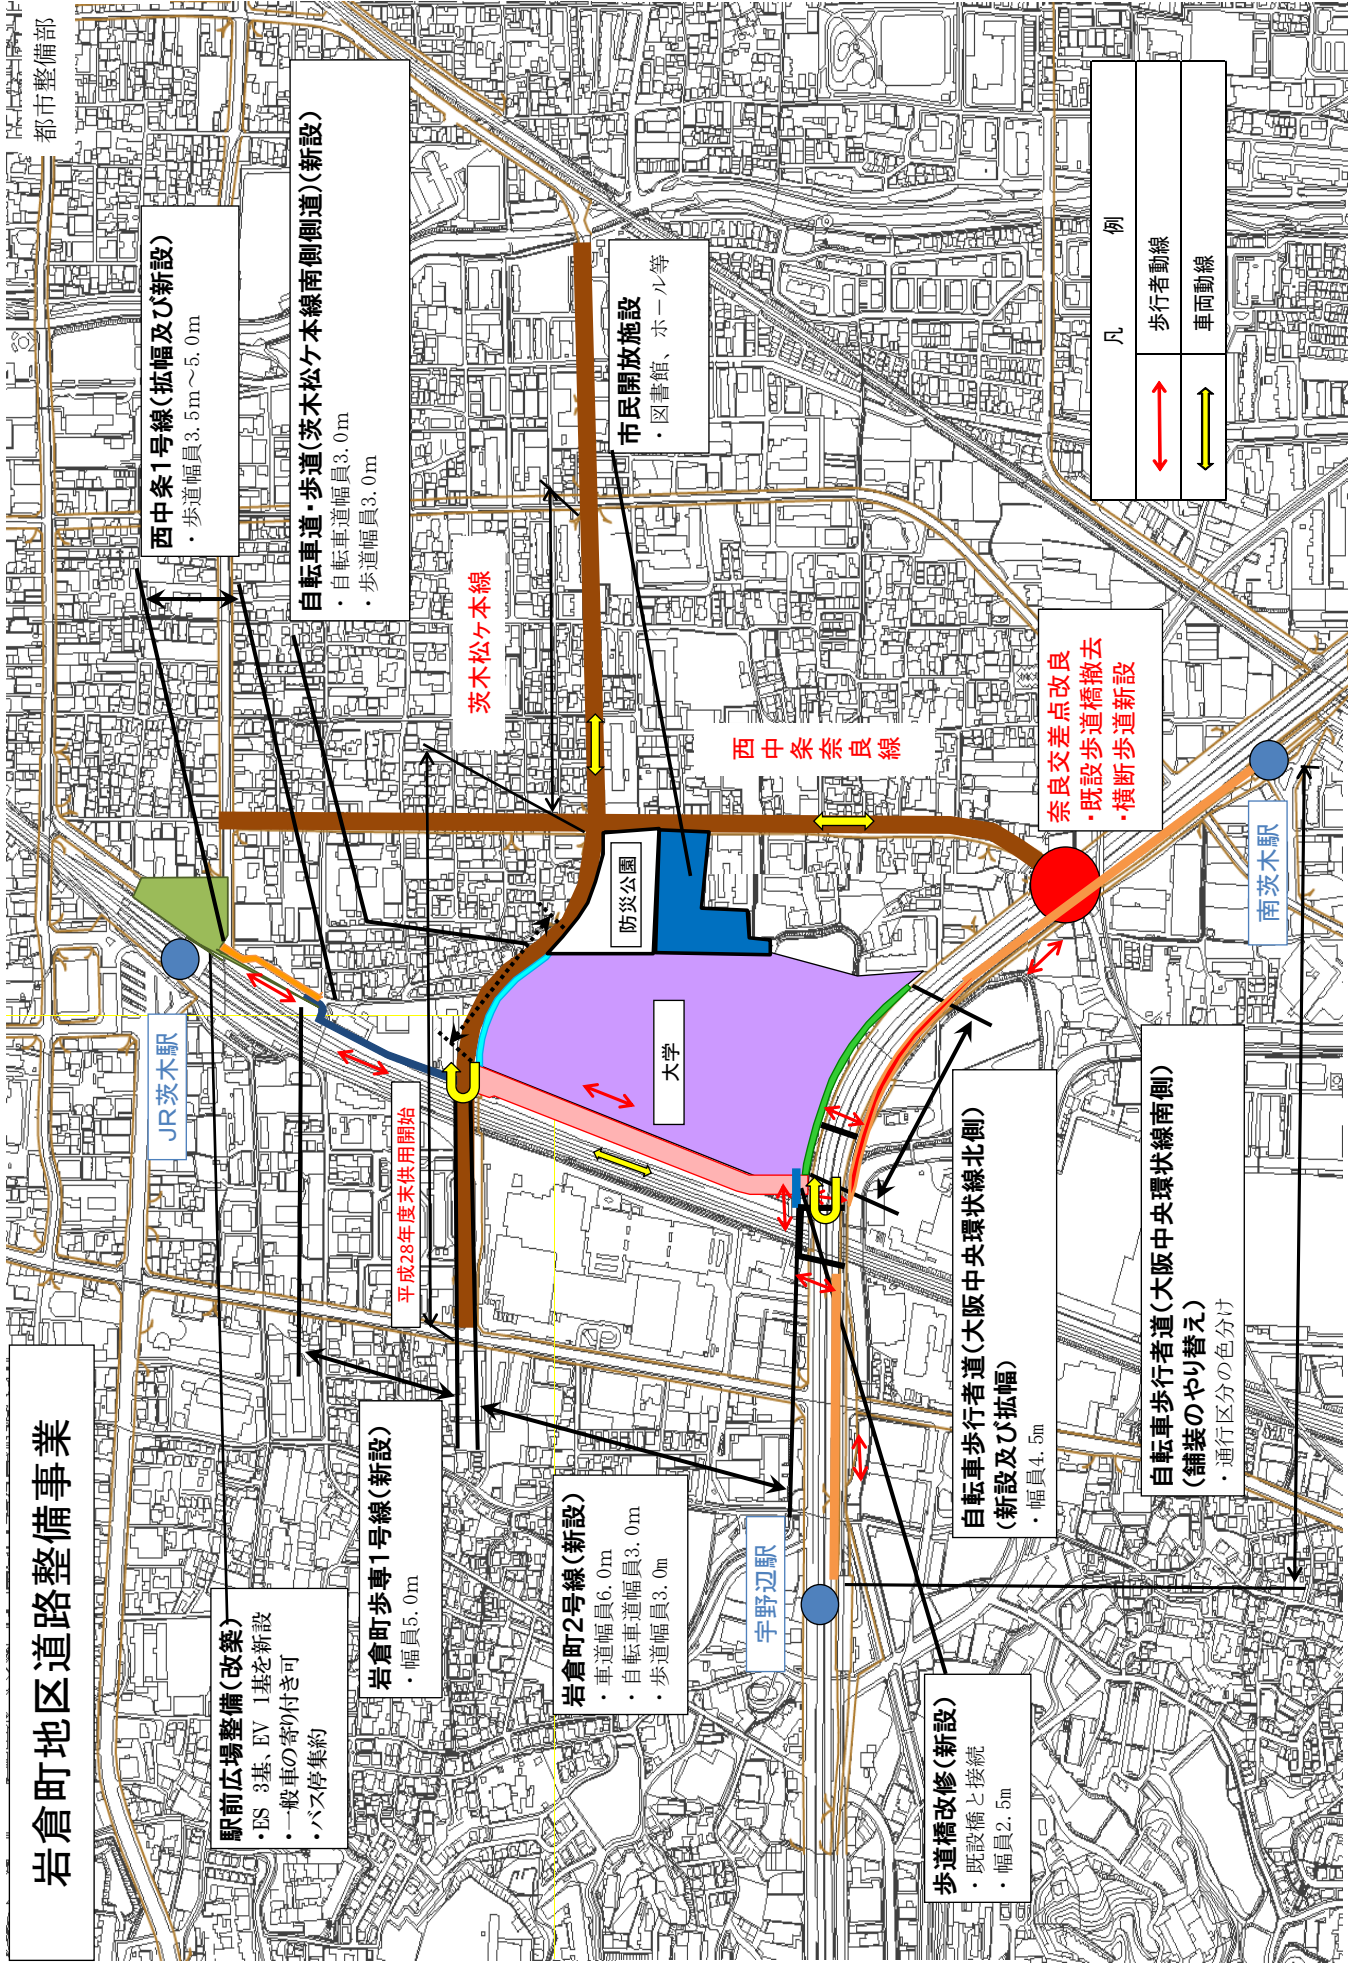 岩倉町地区道路整備事業
都市整備部
駅前広場整備(改築)
・ES 3基、EV 1基を新設
・一般車の寄り付き可
・バス停集約
JR茨木駅
西中条1号線(拡幅及び新設)
・歩道幅員3.5m～5.0m
自転車道・歩道(茨木松ケ本線南側側道)(新設)
・自転車道幅員3.0m
・歩道幅員3.0m
岩倉町歩専1号線(新設)
・幅員5.0m
平成28年度末供用開始
茨木松ケ本線
岩倉町2号線(新設)
・車道幅員6.0m
・自転車道幅員3.0m
・歩道幅員3.0m
防災公園
市民開放施設
・図書館、ホール等
大学
西中条奈良線
宇野辺駅
歩道橋改修(新設)
・既設橋と接続
・幅員2.5m
自転車歩行者道(大阪中央環状線北側)
(新設及び拡幅)
・幅員4.5m
奈良交差点改良
・既設歩道橋撤去
・横断歩道新設
自転車歩行者道(大阪中央環状線南側)
(舗装のやり替え)
・通行区分の色分け
南茨木駅
凡例
歩行者動線
車両動線